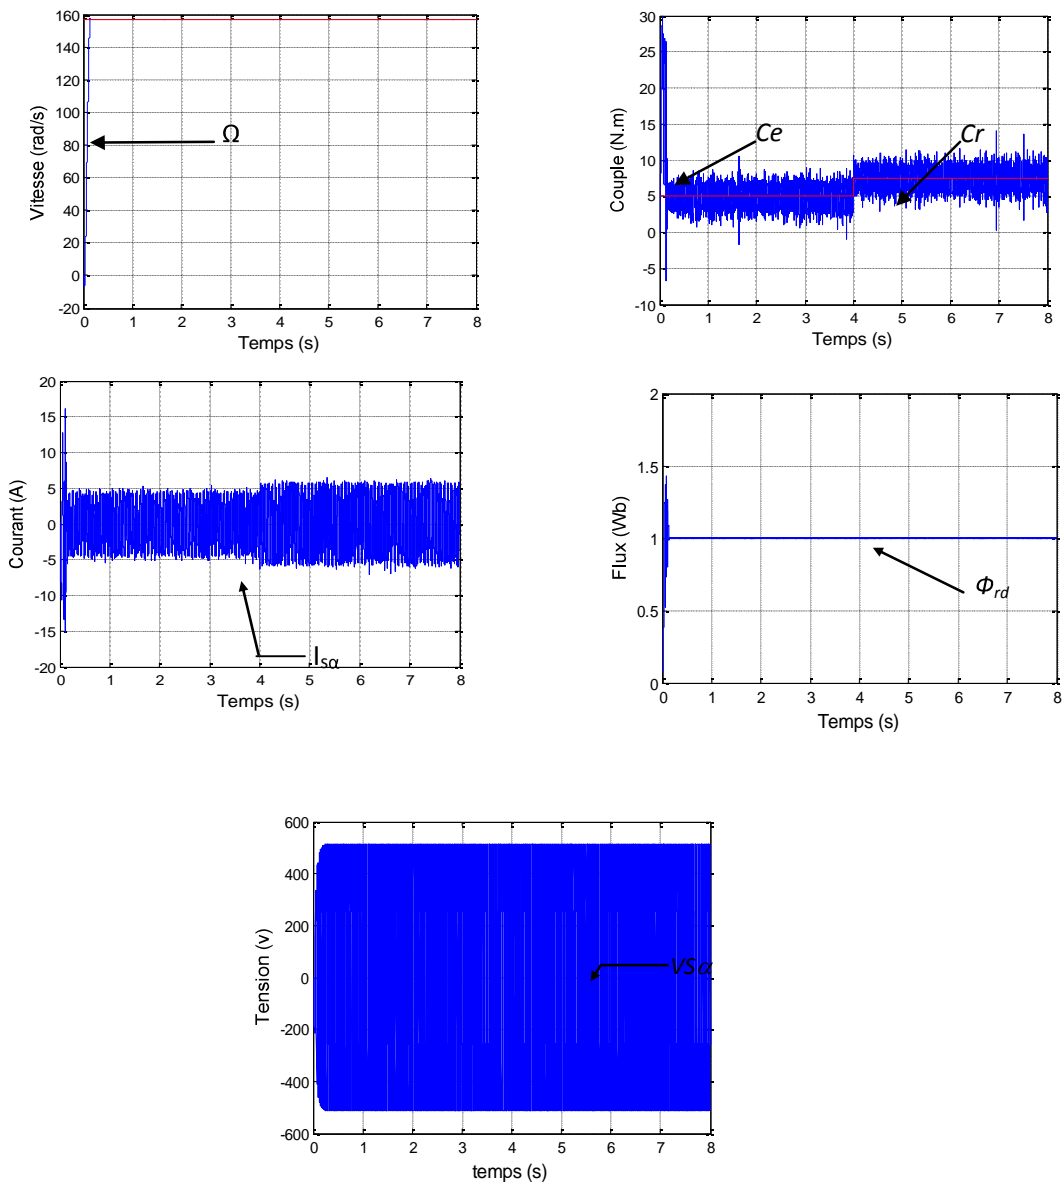 160
140
120
100
80
60
40
20
0
-20
0 1 2 3 4 5 6 7 8
Vitesse (rad/s)
Temps (s)
Ω
30
25
20
15
10
5
0
-5
-10
0 1 2 3 4 5 6 7 8
Couple (N.m)
Temps (s)
Ce
Cr
20
15
10
5
0
-5
-10
-15
-20
0 1 2 3 4 5 6 7 8
Courant (A)
Temps (s)
Isα
2
1.5
1
0.5
0
0 1 2 3 4 5 6 7 8
Flux (Wb)
Temps (s)
Φrd
600
400
200
0
-200
-400
-600
0 1 2 3 4 5 6 7 8
Tension (v)
temps (s)
VSα